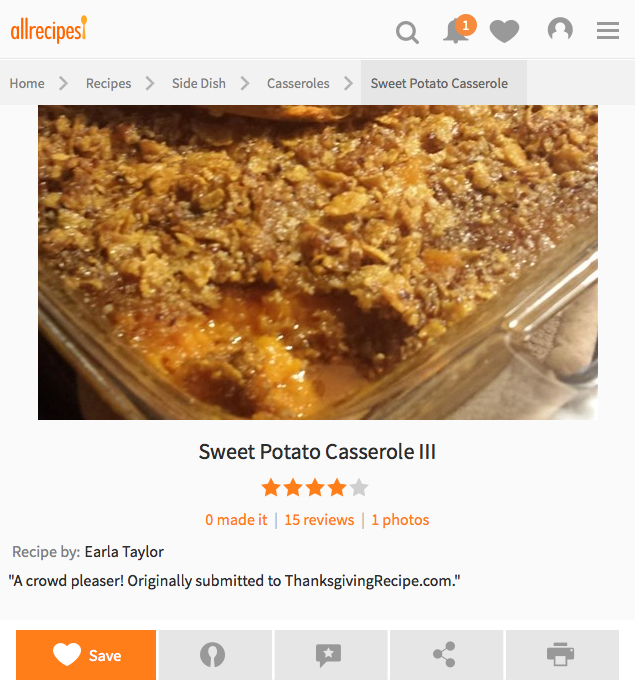 allrecipes
1
Home Recipes Side Dish Casseroles Sweet Potato Casserole
Sweet Potato Casserole III
0 made it | 15 reviews | 1 photos
Recipe by: Earla Taylor
"A crowd pleaser! Originally submitted to ThanksgivingRecipe.com."
Save